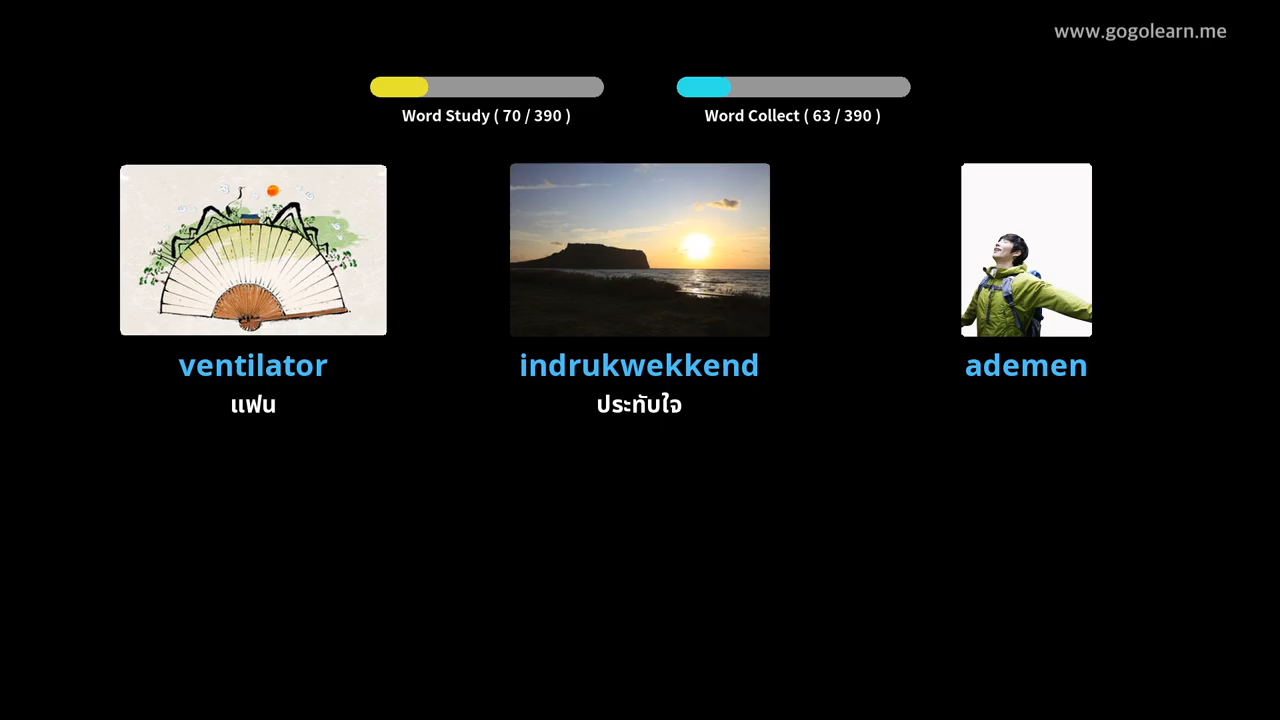 www.gogolearn.me
Word Study ( 70 / 390 )
Word Collect ( 63 / 390 )
ventilator
แฟน
indrukwekkend
ประทับใจ
ademen